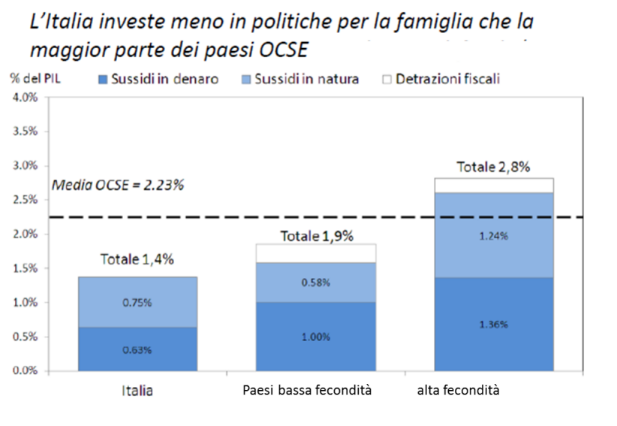 L'Italia investe meno in politiche per la famiglia che la
maggior parte dei paesi OCSE
% del PIL
Sussidi in denaro
Sussidi in natura
Detrazioni fiscali
4.0%
3.5%
3.0%
2.5%
2.0%
1.5%
1.0%
0.5%
0.0%
Media OCSE = 2.23%
Totale 1,4%
0.75%
0.63%
Totale 1,9%
0.58%
1.00%
Totale 2,8%
1.24%
1.36%
Italia
Paesi bassa fecondità
alta fecondità